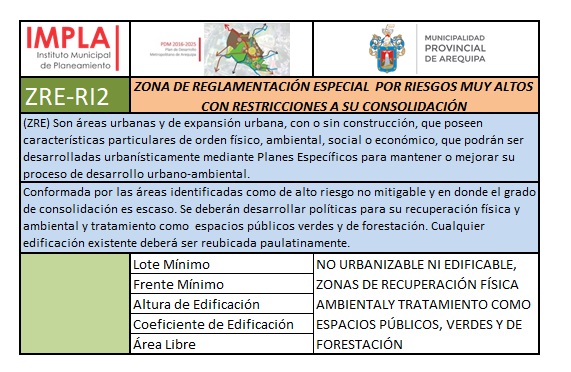 IMPLA
Instituto Municipal
de Planeamiento
PDM 2016-2025
Plan de Desarrollo
Metropolitano de Arequipa
MUNICIPALIDAD
PROVINCIAL
DE AREQUIPA
ZRE-RI2
ZONA DE REGLAMENTACIÓN ESPECIAL POR RIESGOS MUY ALTOS
CON RESTRICCIONES A SU CONSOLIDACIÓN
(ZRE) Son áreas urbanas y de expansión urbana, con o sin construcción, que poseen
características particulares de orden físico, ambiental, social o económico, que podrán ser
desarrolladas urbanísticamente mediante Planes Específicos para mantener o mejorar su
proceso de desarrollo urbano-ambiental.
Conformada por las áreas identificadas como de alto riesgo no mitigable y en donde el grado
de consolidación es escaso. Se deberán desarrollar políticas para su recuperación física y
ambiental y tratamiento como espacios públicos verdes y de forestación. Cualquier
edificación existente deberá ser reubicada paulatinamente.
Lote Mínimo
Frente Mínimo
Altura de Edificación
Coeficiente de Edificación
Área Libre
NO URBANIZABLE NI EDIFICABLE,
ZONAS DE RECUPERACIÓN FÍSICA
AMBIENTALY TRATAMIENTO COMO
ESPACIOS PÚBLICOS, VERDES Y DE
FORESTACIÓN